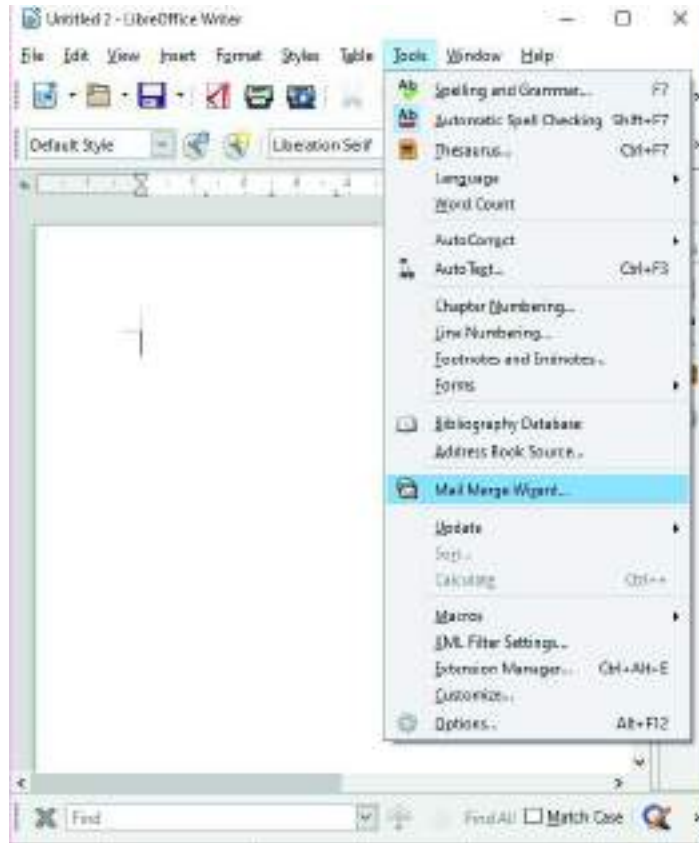 Untitled 2 - LibreOffice Writer
File Edit View Insert Format Styles Table Tools Window Help
Default Style Liberation Serif
Spelling and Grammar... F7
Automatic Spell Checking Shift+F7
Thesaurus... Ctrl+F7
Language
Word Count
AutoCorrect
AutoText... Ctrl+F3
Chapter Numbering...
Line Numbering...
Footnotes and Endnotes...
Forms
Bibliography Database
Address Book Source...
Mail Merge Wizard...
Update
Sort...
Calculate Ctrl++
Macros
XML Filter Settings...
Extension Manager... Ctrl+Alt+E
Customize...
Options... Alt+F12
Find Find All Match Case